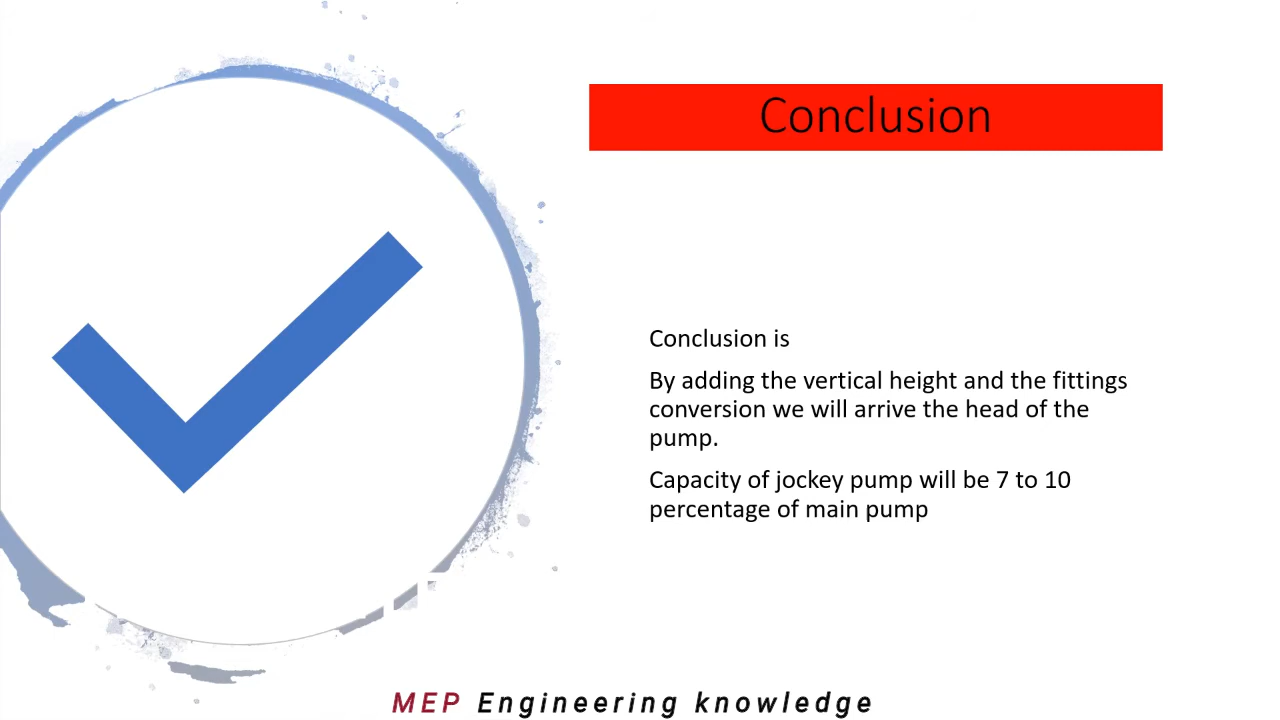 Conclusion
Conclusion is
By adding the vertical height and the fittings
conversion we will arrive the head of the
pump.
Capacity of jockey pump will be 7 to 10
percentage of main pump
MEP Engineering knowledge